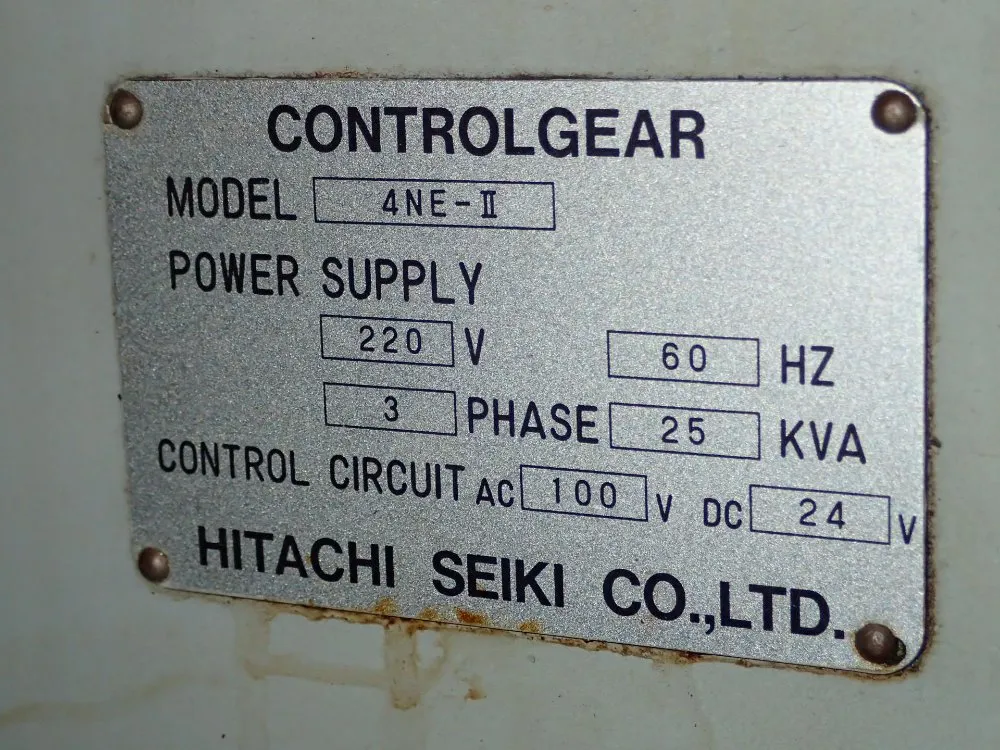 CONTROLGEAR
MODEL 4NE-Ⅱ
POWER SUPPLY
220 V 60 HZ
3 PHASE 25 KVA
CONTROL CIRCUIT AC 100 V DC 24 V
HITACHI SEIKI CO.,LTD.